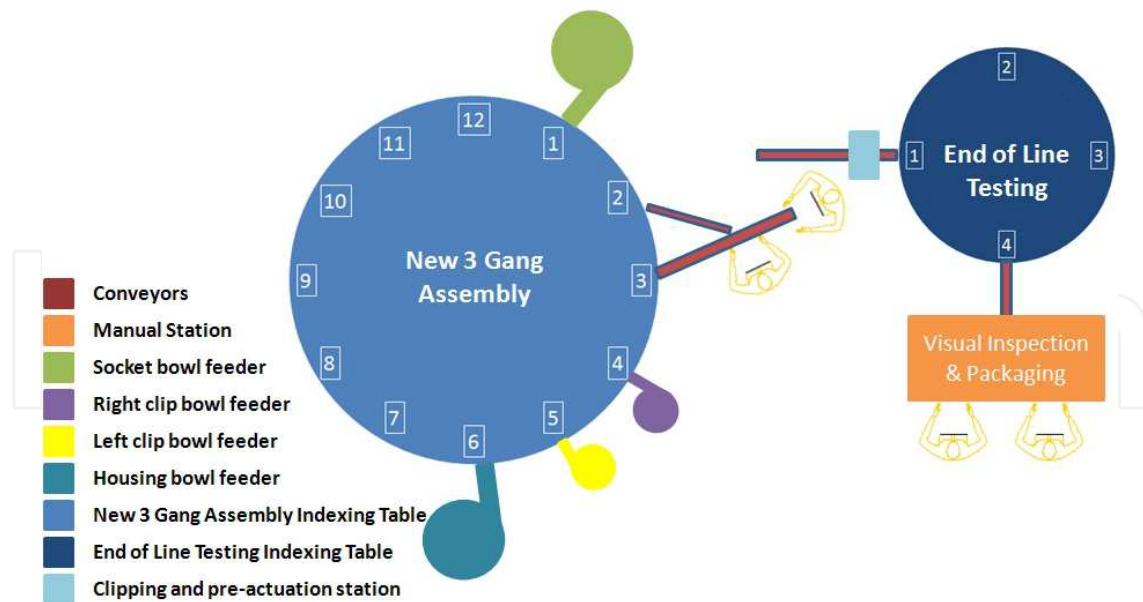 12
11
1
10
2
New 3 Gang
Assembly
9
3
8
4
7
5
6
2
1
End of Line
Testing
3
4
Visual Inspection
& Packaging
Conveyors
Manual Station
Socket bowl feeder
Right clip bowl feeder
Left clip bowl feeder
Housing bowl feeder
New 3 Gang Assembly Indexing Table
End of Line Testing Indexing Table
Clipping and pre-actuation station